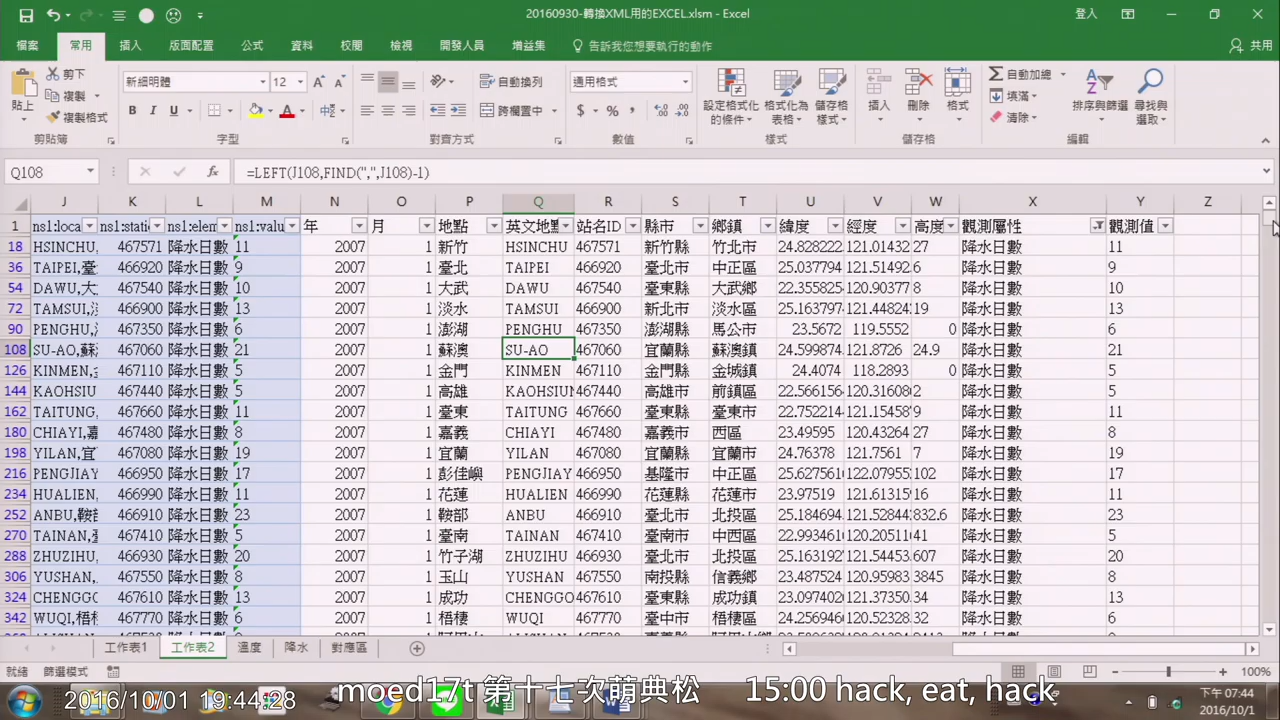 20160930-轉換XML用的EXCEL.xlsm - Excel
登入
檔案 常用 插入 版面配置 公式 資料 校閱 檢視 開發人員 增益集 告訴我您想要執行的動作 共用
貼上 剪下 複製 複製格式
新細明體 12
B I U
自動換列
跨欄置中
通用格式
設定格式化的條件 格式化為表格 儲存格樣式
插入 刪除 格式
自動加總 填滿 清除
排序與篩選 尋找與選取
剪貼簿 字型 對齊方式 數值 樣式 儲存格 編輯
Q108 =LEFT(J108,FIND(",",J108)-1)
J K L M N O P Q R S T U V W X Y Z
1 ns1:loca ns1:stati ns1:elem ns1:valu 年 月 地點 英文地點 站名ID 縣市 鄉鎮 緯度 經度 高度 觀測屬性 觀測值
18 HSINCHU, 467571 降水日數 11 2007 1 新竹 HSINCHU 467571 新竹縣 竹北市 24.828222 121.01432 27 降水日數 11
36 TAIPEI,臺 466920 降水日數 9 2007 1 臺北 TAIPEI 466920 臺北市 中正區 25.037794 121.51492 6 降水日數 9
54 DAWU,大 467540 降水日數 10 2007 1 大武 DAWU 467540 臺東縣 大武鄉 22.355825 120.90377 8 降水日數 10
72 TAMSUI,淡 466900 降水日數 13 2007 1 淡水 TAMSUI 466900 新北市 淡水區 25.163797 121.44824 19 降水日數 13
90 PENGHU, 467350 降水日數 6 2007 1 澎湖 PENGHU 467350 澎湖縣 馬公市 23.5672 119.5552 0 降水日數 6
108 SU-AO,蘇 467060 降水日數 21 2007 1 蘇澳 SU-AO 467060 宜蘭縣 蘇澳鎮 24.599874 121.8726 24.9 降水日數 21
126 KINMEN, 467110 降水日數 5 2007 1 金門 KINMEN 467110 金門縣 金城鎮 24.4074 118.2893 0 降水日數 5
144 KAOHSIU 467440 降水日數 5 2007 1 高雄 KAOHSIUN 467440 高雄市 前鎮區 22.566156 120.31608 2 降水日數 5
162 TAITUNG, 467660 降水日數 11 2007 1 臺東 TAITUNG 467660 臺東縣 臺東市 22.752214 121.15458 9 降水日數 11
180 CHIAYI,嘉 467480 降水日數 8 2007 1 嘉義 CHIAYI 467480 嘉義市 西區 23.49595 120.43264 27 降水日數 8
198 YILAN,宜 467080 降水日數 19 2007 1 宜蘭 YILAN 467080 宜蘭縣 宜蘭市 24.76378 121.7561 7 降水日數 19
216 PENGJIAY 466950 降水日數 17 2007 1 彭佳嶼 PENGJIAY 466950 基隆市 中正區 25.627561 122.07955 102 降水日數 17
234 HUALIEN, 466990 降水日數 11 2007 1 花蓮 HUALIEN 466990 花蓮縣 花蓮市 23.97519 121.61315 16 降水日數 11
252 ANBU,鞍部 466910 降水日數 23 2007 1 鞍部 ANBU 466910 臺北市 北投區 25.184694 121.52844 832.6 降水日數 23
270 TAINAN,臺 467410 降水日數 5 2007 1 臺南 TAINAN 467410 臺南市 中西區 22.993461 120.20511 41 降水日數 5
288 ZHUZIHU, 466930 降水日數 20 2007 1 竹子湖 ZHUZIHU 466930 臺北市 北投區 25.163192 121.54453 607 降水日數 20
306 YUSHAN, 467550 降水日數 8 2007 1 玉山 YUSHAN 467550 南投縣 信義鄉 23.487524 120.95983 3845 降水日數 8
324 CHENGGO 467610 降水日數 13 2007 1 成功 CHENGGO 467610 臺東縣 成功鎮 23.097402 121.37350 34 降水日數 13
342 WUQI,梧棲 467770 降水日數 6 2007 1 梧棲 WUQI 467770 臺中市 梧棲區 24.256946 120.52328 32 降水日數 6
工作表1 工作表2 溫度 降水 對應區
就緒 篩選模式 100%
2016/10/01 19:44:28 moed17t 第十七次萌典松 15:00 hack, eat, hack
下午 07:44
2016/10/1